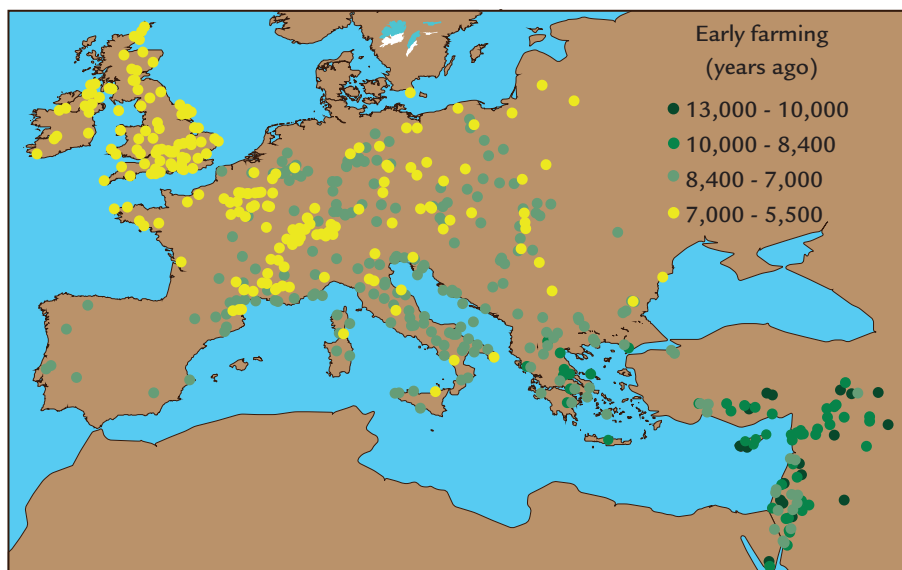 Early farming
(years ago)
13,000 - 10,000
10,000 - 8,400
8,400 - 7,000
7,000 - 5,500